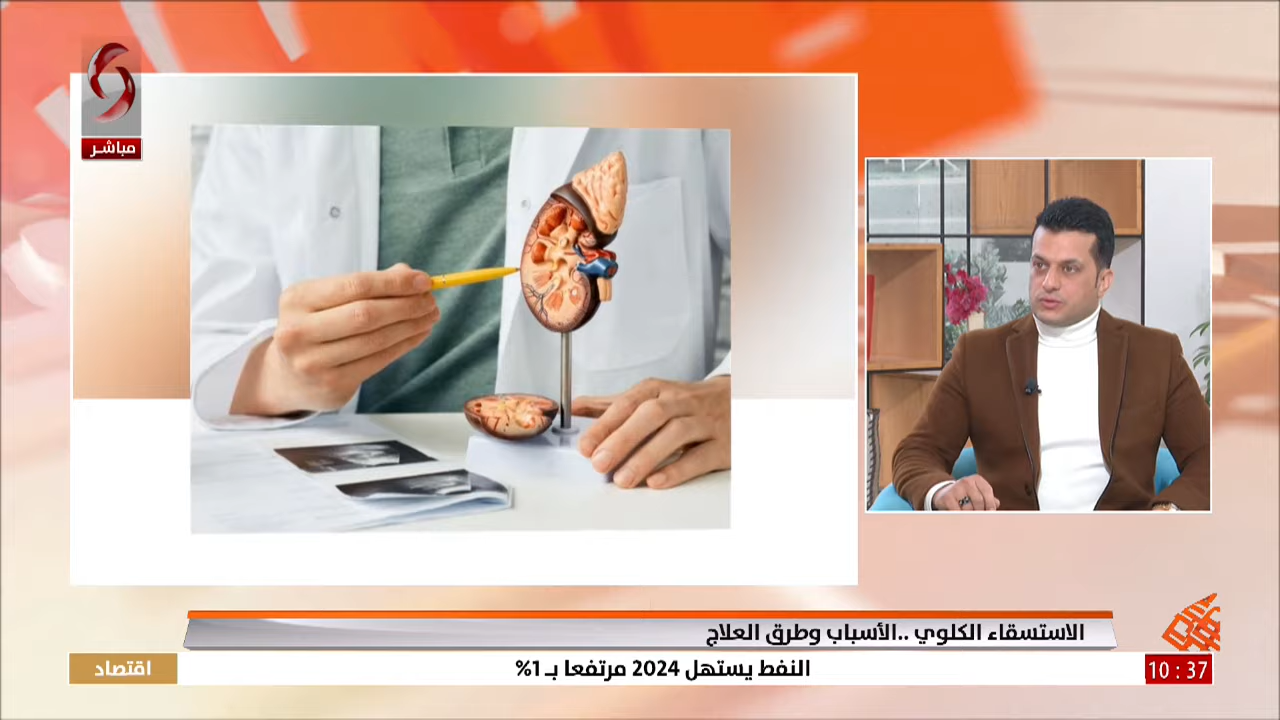 مباشر
الاستسقاء الكلوي ..الأسباب وطرق العلاج
اقتصاد
النفط يستهل 2024 مرتفعا بـ 1%
10 : 37